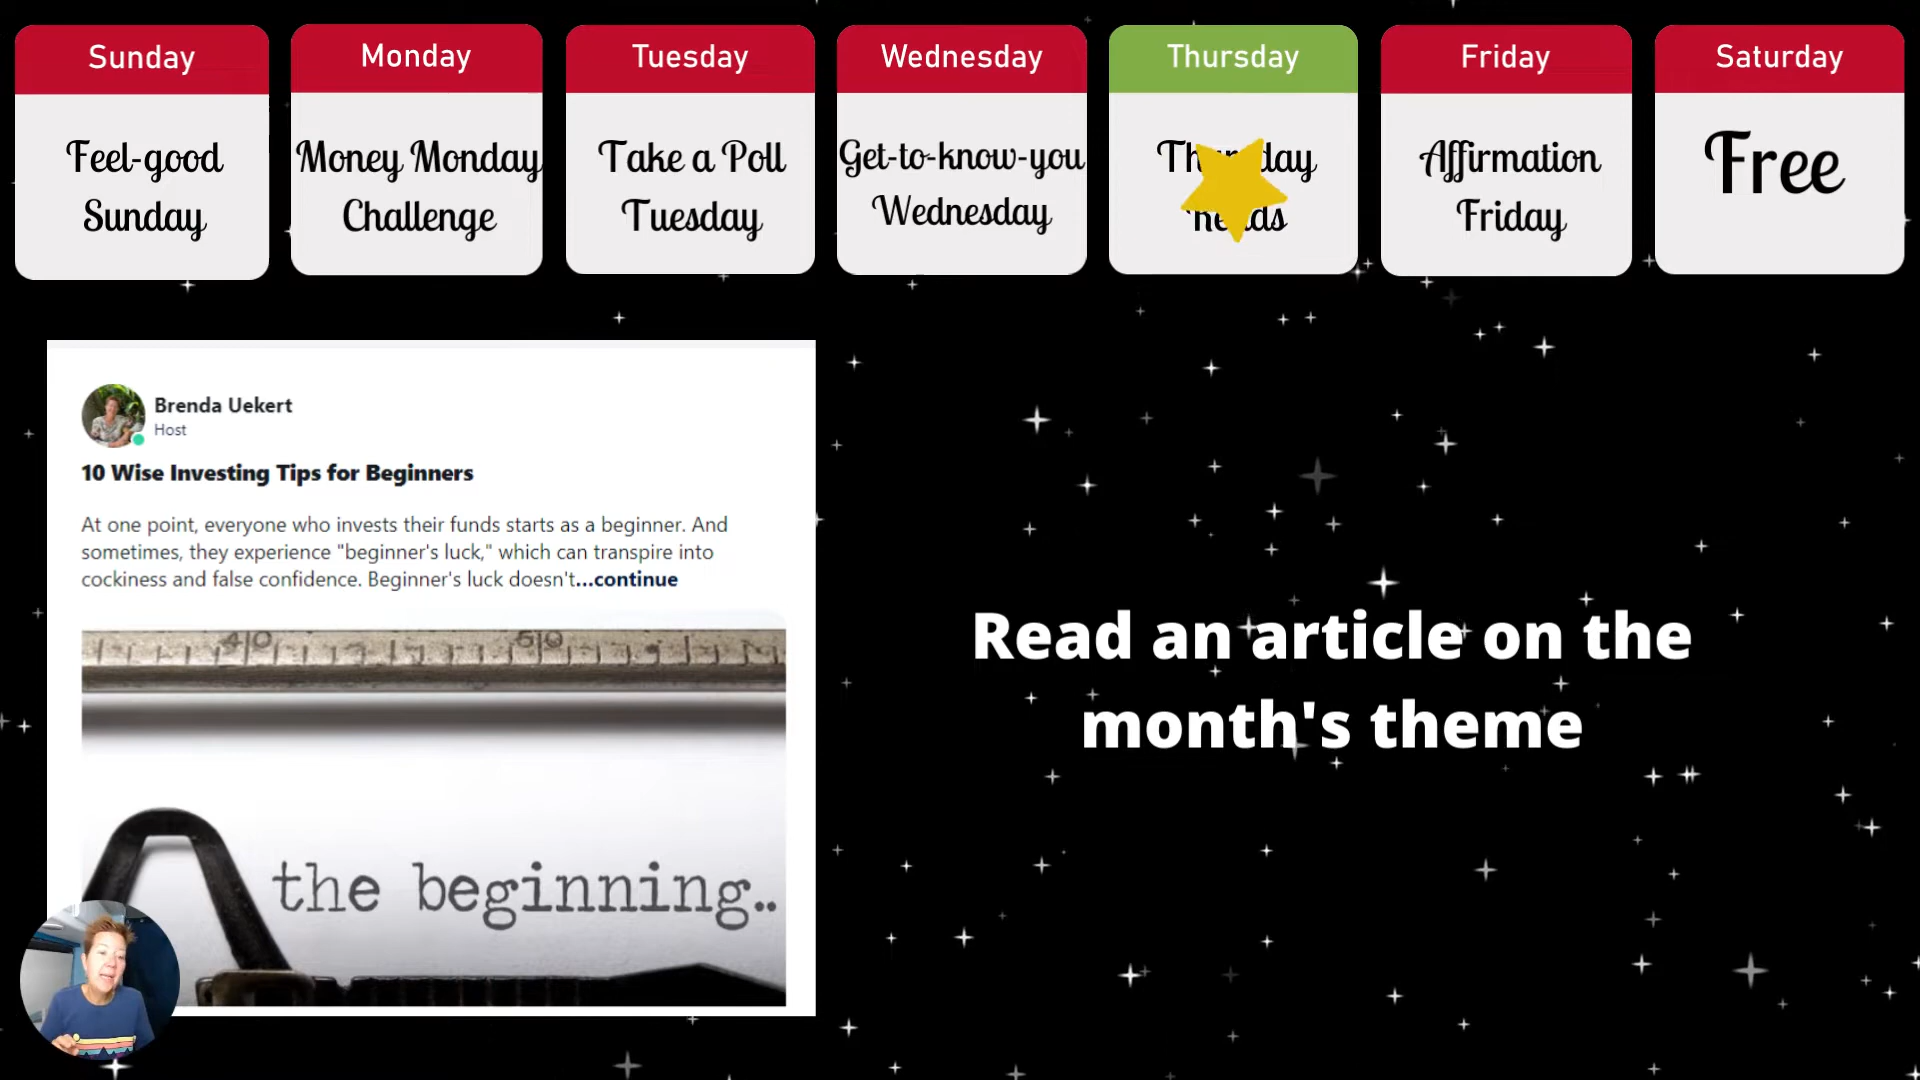 Sunday
Feel-good
Sunday
Monday
Money Monday
Challenge
Tuesday
Take a Poll
Tuesday
Wednesday
Get-to-know-you
Wednesday
Thursday
Friday
Affirmation
Friday
Saturday
Free
Brenda Uekert
Host
10 Wise Investing Tips for Beginners
At one point, everyone who invests their funds starts as a beginner. And
sometimes, they experience "beginner's luck," which can transpire into
cockiness and false confidence. Beginner's luck doesn't...continue
40 50
the beginning..
Read an article on the
month's theme